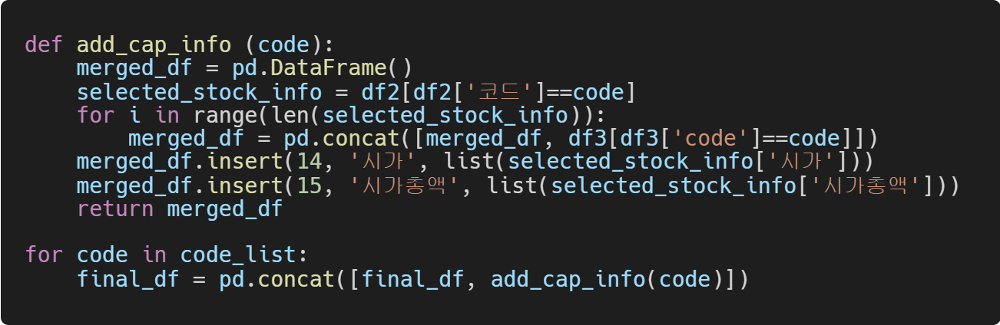 def add_cap_info (code):
    merged_df = pd.DataFrame()
    selected_stock_info = df2[df2['코드']==code]
    for i in range(len(selected_stock_info)):
        merged_df = pd.concat([merged_df, df3[df3['code']==code]])
    merged_df.insert(14, '시가', list(selected_stock_info['시가']))
    merged_df.insert(15, '시가총액', list(selected_stock_info['시가총액']))
    return merged_df

for code in code_list:
    final_df = pd.concat([final_df, add_cap_info(code)])